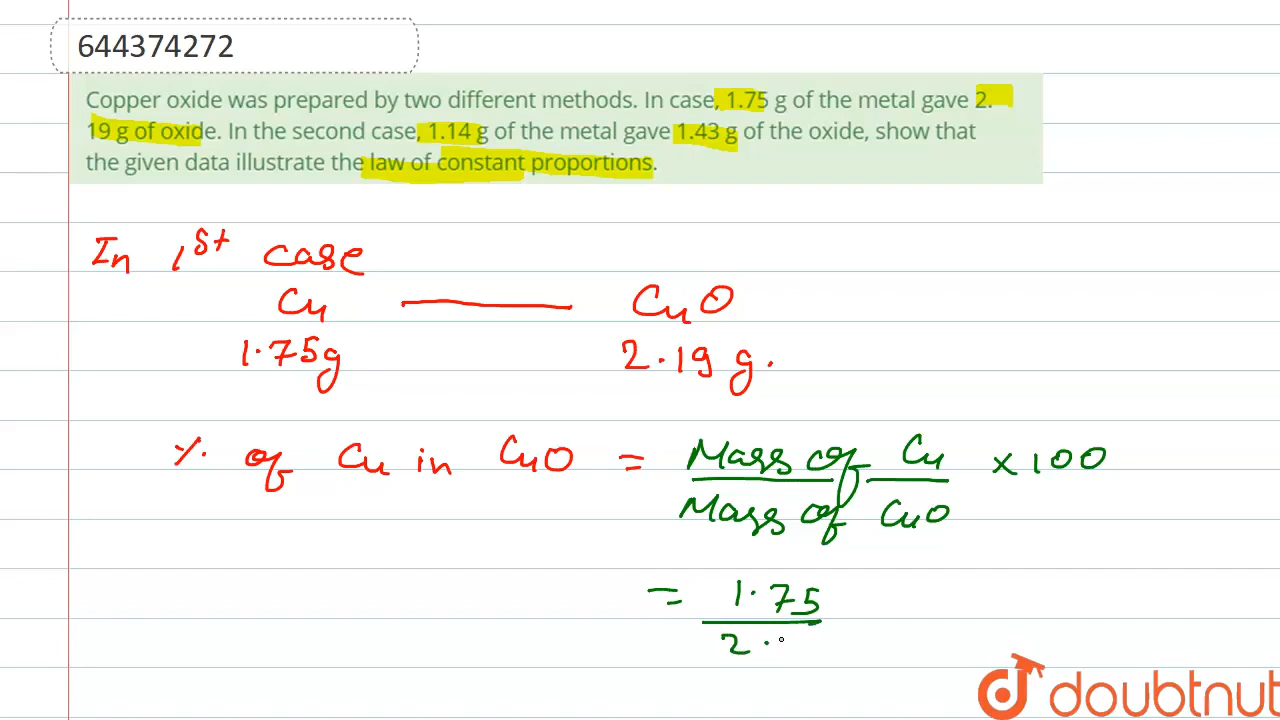 644374272
Copper oxide was prepared by two different methods. In case, 1.75 g of the metal gave 2.
19 g of oxide. In the second case, 1.14 g of the metal gave 1.43 g of the oxide, show that
the given data illustrate the law of constant proportions.
In 1st case
Cu ——— CuO
1.75g 2.19 g.
% of Cu in CuO = Mass of Cu × 100
Mass of CuO
= 1.75
2.
doubtnut